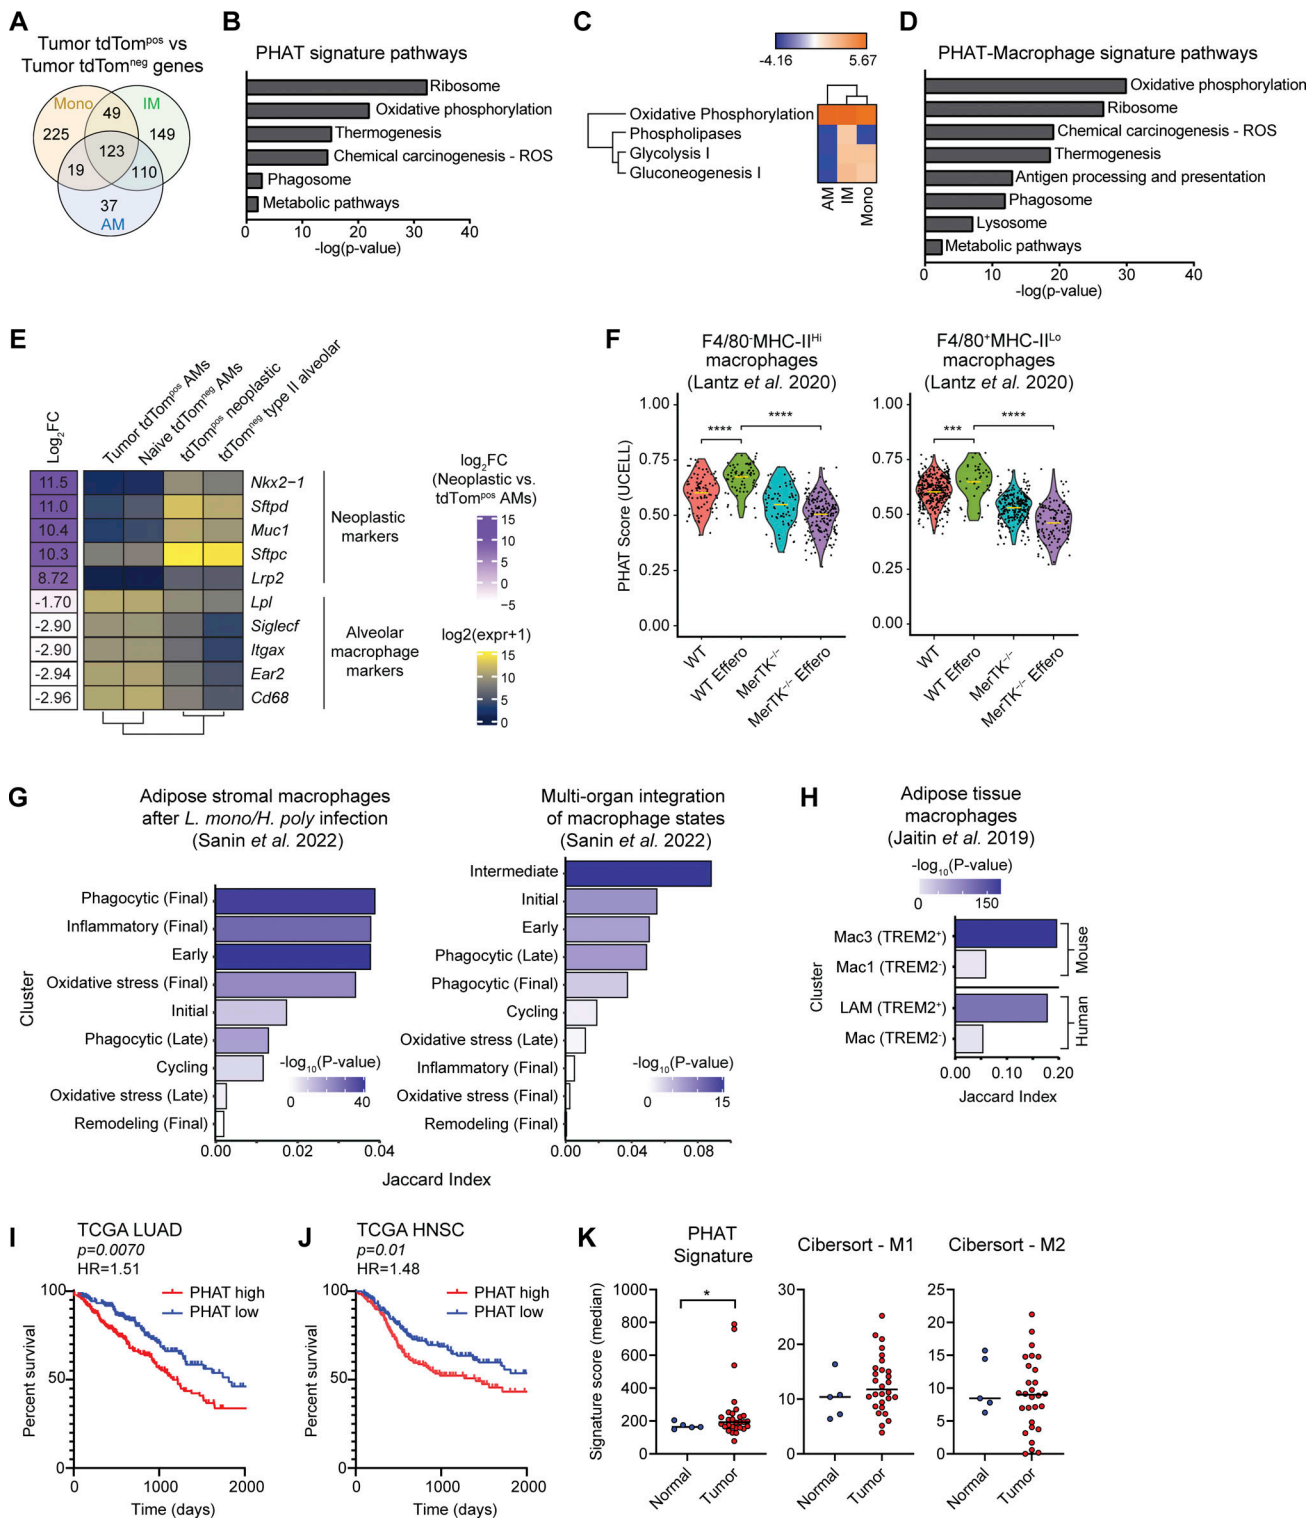 A
Tumor tdTomᵖᵒˢ vs
Tumor tdTomⁿᵉᵍ genes
Mono
49
IM
225
149
123
19
110
37
AM
B
PHAT signature pathways
Ribosome
Oxidative phosphorylation
Thermogenesis
Chemical carcinogenesis - ROS
Phagosome
Metabolic pathways
0 10 20 30 40
-log(p-value)
C
-4.16 5.67
Oxidative Phosphorylation
Phospholipases
Glycolysis I
Gluconeogenesis I
AM
IM
Mono
D
PHAT-Macrophage signature pathways
Oxidative phosphorylation
Ribosome
Chemical carcinogenesis - ROS
Thermogenesis
Antigen processing and presentation
Phagosome
Lysosome
Metabolic pathways
0 10 20 30 40
-log(p-value)
E
Log₂FC
Tumor tdTomᵖᵒˢ AMs
Naive tdTomⁿᵉᵍ AMs
tdTomᵖᵒˢ neoplastic
tdTomⁿᵉᵍ type II alveolar
11.5 Nkx2−1
11.0 Sftpd
10.4 Muc1
10.3 Sftpc
8.72 Lrp2
-1.70 Lpl
-2.90 Siglecf
-2.90 Itgax
-2.94 Ear2
-2.96 Cd68
Neoplastic
markers
Alveolar
macrophage
markers
log₂FC
(Neoplastic vs.
tdTomᵖᵒˢ AMs)
15
10
5
0
−5
log2(expr+1)
15
10
5
0
F
F4/80⁻MHC-IIᴴⁱ
macrophages
(Lantz et al. 2020)
PHAT Score (UCELL)
1.00
0.75
0.50
0.25
0.00
**** ****
WT
WT Effero
MerTK⁻/⁻
MerTK⁻/⁻ Effero
F4/80⁺MHC-IIᴸᵒ
macrophages
(Lantz et al. 2020)
1.00
0.75
0.50
0.25
0.00
*** ****
WT
WT Effero
MerTK⁻/⁻
MerTK⁻/⁻ Effero
G
Adipose stromal macrophages
after L. mono/H. poly infection
(Sanin et al. 2022)
Cluster
Phagocytic (Final)
Inflammatory (Final)
Early
Oxidative stress (Final)
Initial
Phagocytic (Late)
Cycling
Oxidative stress (Late)
Remodeling (Final)
-log₁₀(P-value)
0 40
0.00 0.02 0.04
Multi-organ integration
of macrophage states
(Sanin et al. 2022)
Intermediate
Initial
Early
Phagocytic (Late)
Phagocytic (Final)
Cycling
Oxidative stress (Late)
Inflammatory (Final)
Oxidative stress (Final)
Remodeling (Final)
-log₁₀(P-value)
0 15
0.00 0.04 0.08
Jaccard Index
H
Adipose tissue
macrophages
(Jaitin et al. 2019)
-log₁₀(P-value)
0 150
Cluster
Mac3 (TREM2⁺)
Mac1 (TREM2⁻)
LAM (TREM2⁺)
Mac (TREM2⁻)
Mouse
Human
0.00 0.10 0.20
Jaccard Index
I
TCGA LUAD
p=0.0070
HR=1.51
PHAT high
PHAT low
Percent survival
100
50
0
0 1000 2000
Time (days)
J
TCGA HNSC
p=0.01
HR=1.48
PHAT high
PHAT low
Percent survival
100
50
0
0 1000 2000
Time (days)
K
PHAT
Signature
Signature score (median)
1000
800
600
400
200
0
*
Normal
Tumor
Cibersort - M1
30
20
10
0
Normal
Tumor
Cibersort - M2
25
20
15
10
5
0
Normal
Tumor